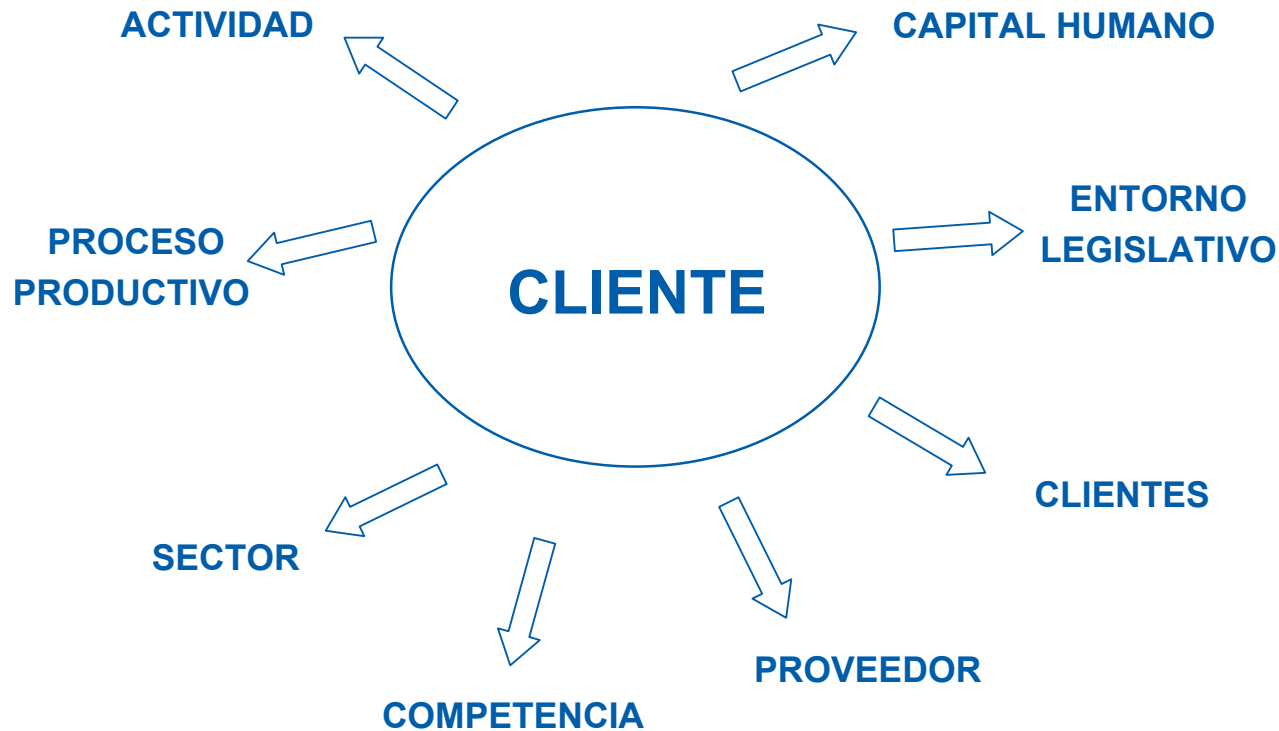 ACTIVIDAD
CAPITAL HUMANO
ENTORNO
LEGISLATIVO
PROCESO
PRODUCTIVO
CLIENTE
CLIENTES
SECTOR
PROVEEDOR
COMPETENCIA